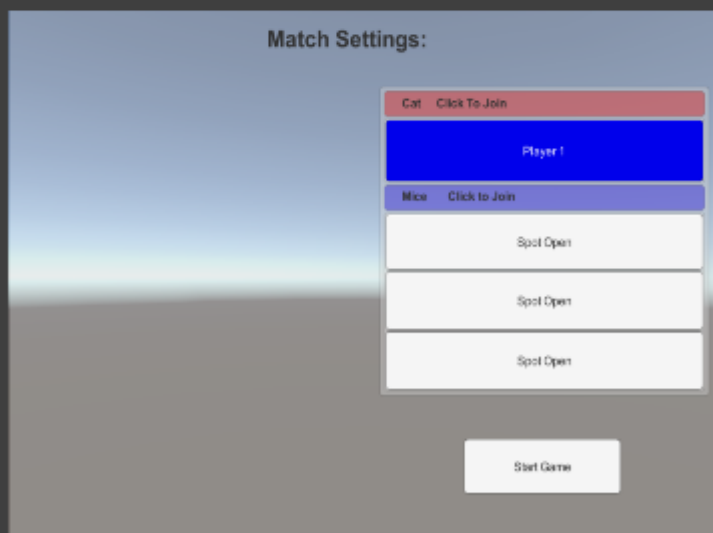 Match Settings:
Cat Click To Join
Player 1
Mice Click to Join
Spot Open
Spot Open
Spot Open
Start Game